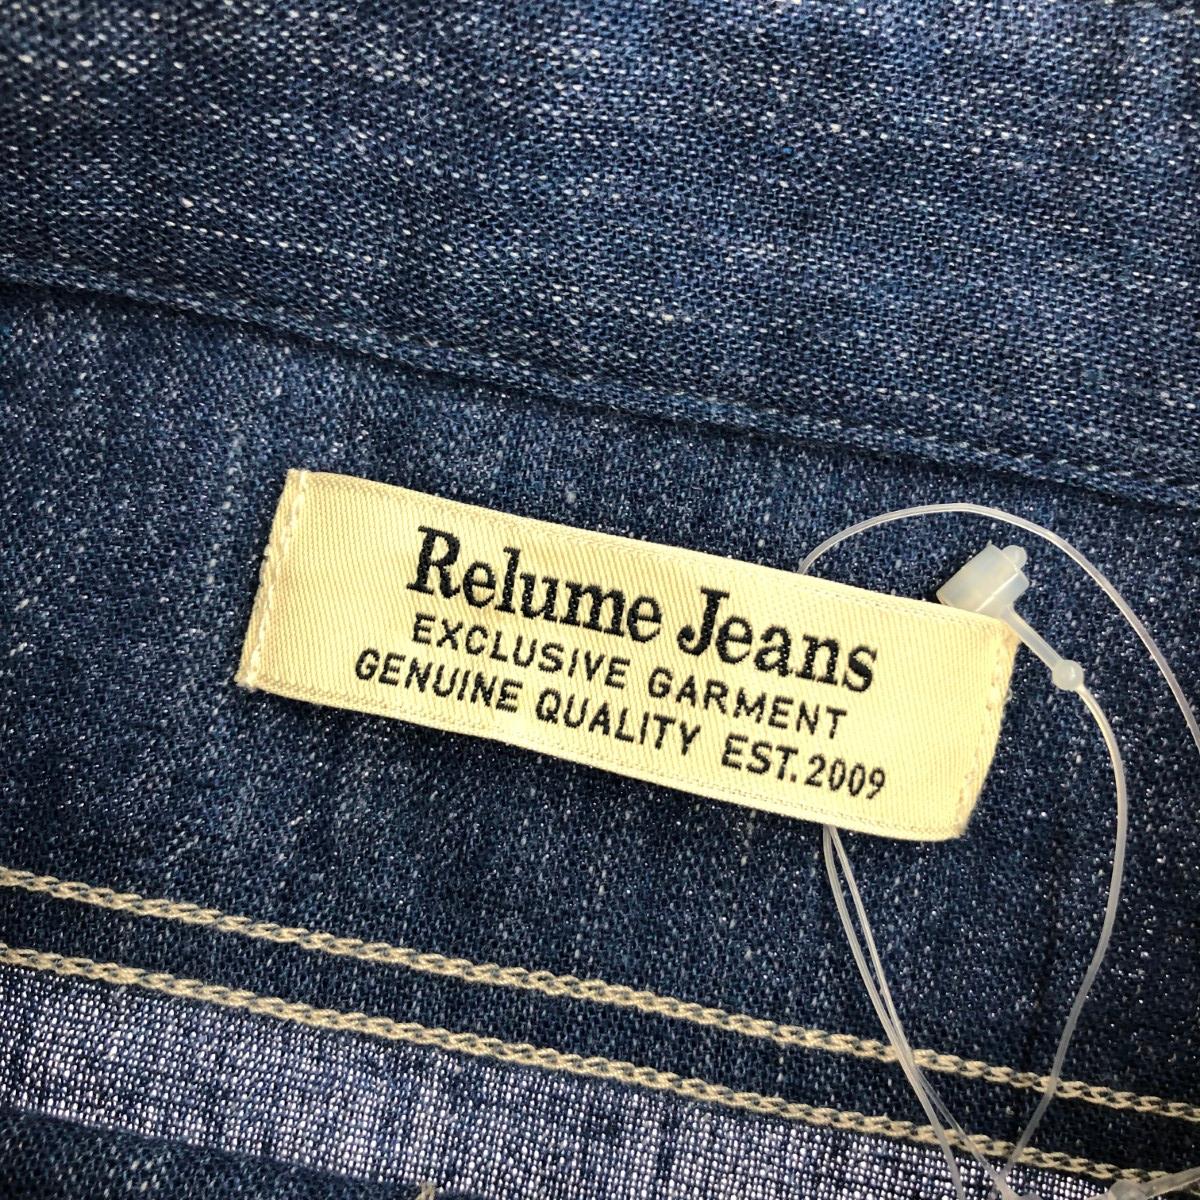 Relume Jeans
EXCLUSIVE GARMENT
GENUINE QUALITY EST.2009